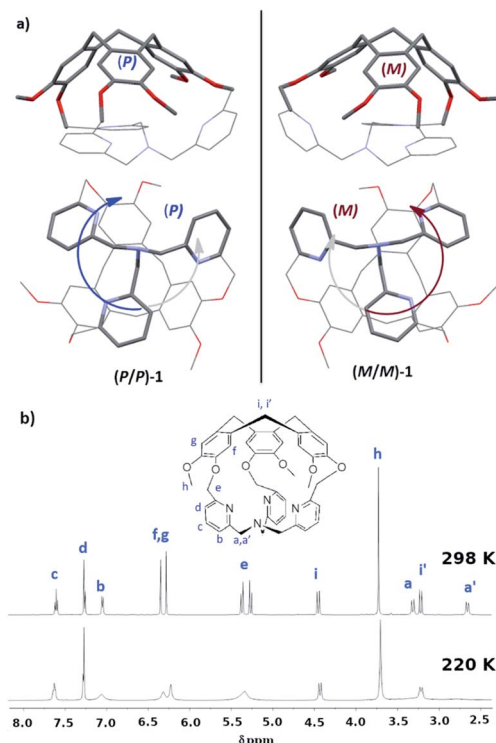 a)
(P) (M)
(P) (M)
(P/P)-1 (M/M)-1
b)
i, i'
g f
O O O O O
h e
N N N
d c b
N
a,a'
c d b f,g e i h a i' a'
298 K
220 K
8.0 7.5 7.0 6.5 6.0 5.5 5.0 4.5 4.0 3.5 3.0 2.5
δ ppm